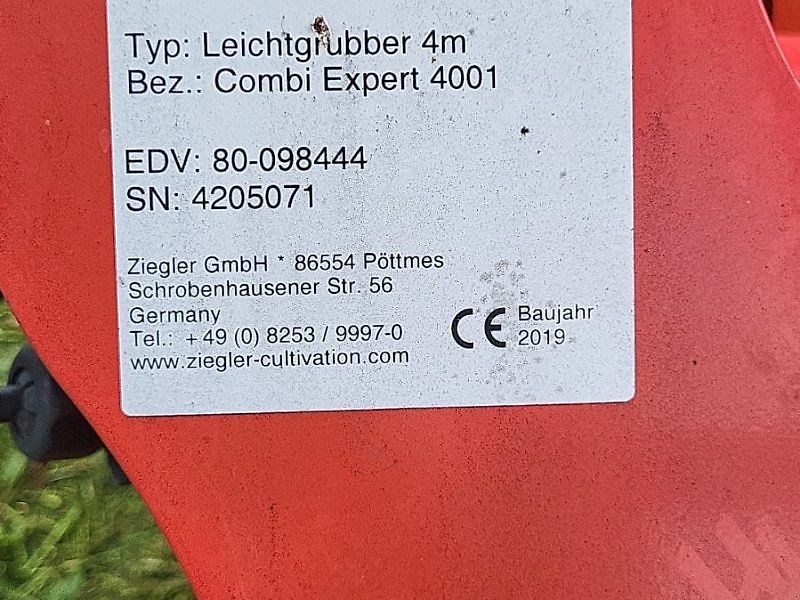 Typ: Leichtgrubber 4m
Bez.: Combi Expert 4001
EDV: 80-098444
SN: 4205071
Ziegler GmbH * 86554 Pöttmes
Schrobenhausener Str. 56
Germany
Tel.: +49 (0) 8253 / 9997-0
www.ziegler-cultivation.com
CE Baujahr
2019